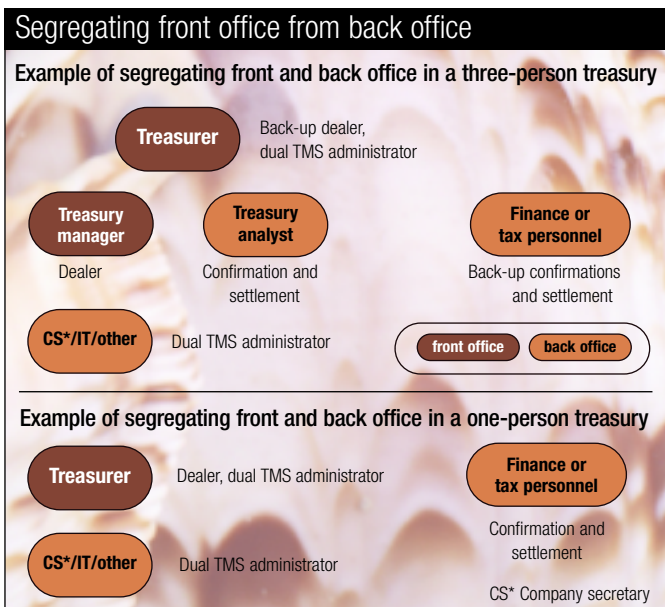 Segregating front office from back office
Example of segregating front and back office in a three-person treasury
Treasurer
Back-up dealer,
dual TMS administrator
Treasury
manager
Dealer
Treasury
analyst
Confirmation and
settlement
Finance or
tax personnel
Back-up confirmations
and settlement
CS*/IT/other
Dual TMS administrator
front office
back office
Example of segregating front and back office in a one-person treasury
Treasurer
Dealer, dual TMS administrator
Finance or
tax personnel
Confirmation and
settlement
CS*/IT/other
Dual TMS administrator
CS* Company secretary